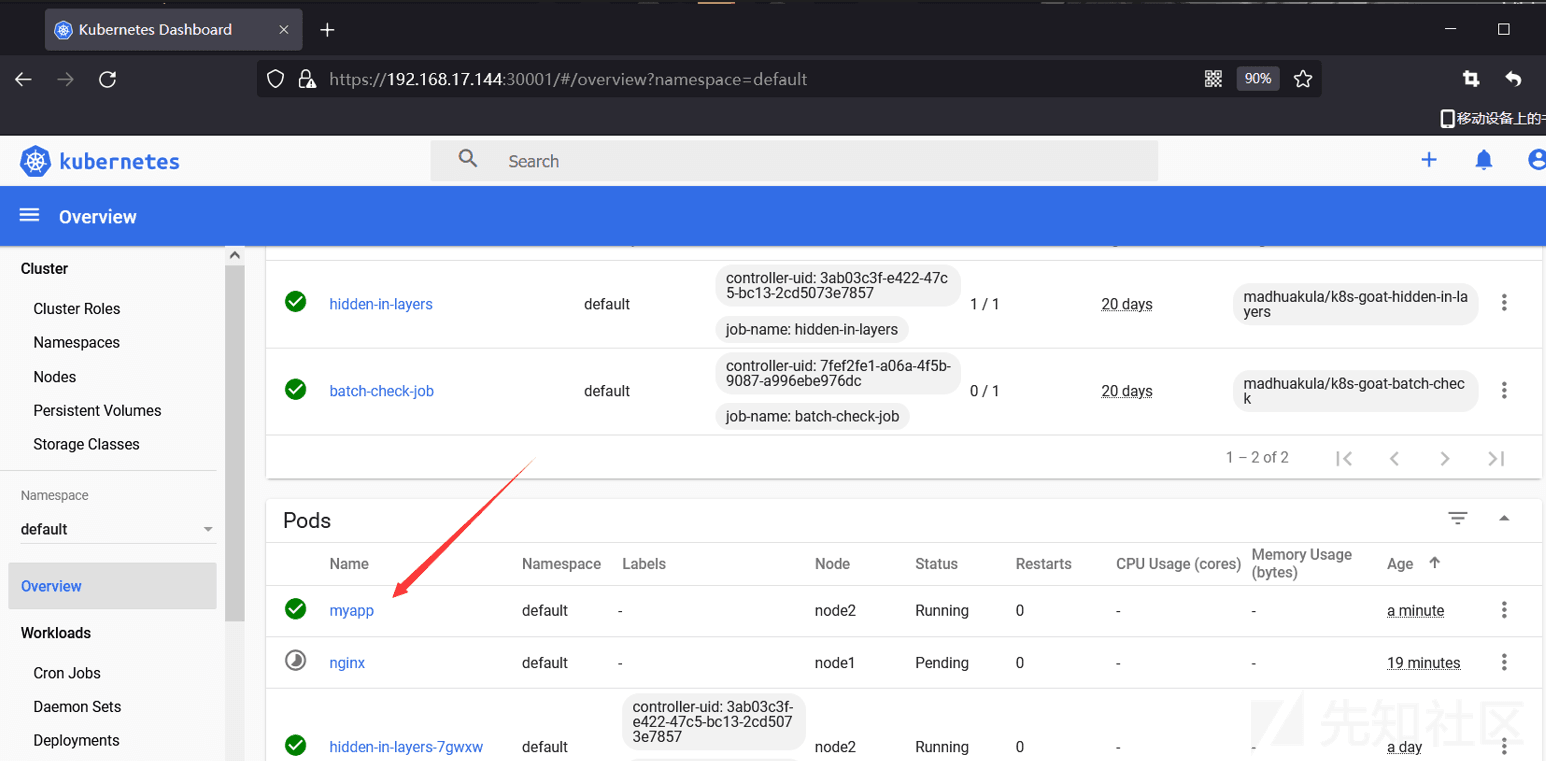 Kubernetes Dashboard
https://192.168.17.144:30001/#/overview?namespace=default
90%
移动设备上的
kubernetes
Search
Overview
Cluster
Cluster Roles
Namespaces
Nodes
Persistent Volumes
Storage Classes
Namespace
default
Overview
Workloads
Cron Jobs
Daemon Sets
Deployments
hidden-in-layers
default
controller-uid: 3ab03c3f-e422-47c
5-bc13-2cd5073e7857
job-name: hidden-in-layers
1 / 1
20 days
madhuakula/k8s-goat-hidden-in-la
yers
batch-check-job
default
controller-uid: 7fef2fe1-a06a-4f5b-
9087-a996ebe976dc
job-name: batch-check-job
0 / 1
20 days
madhuakula/k8s-goat-batch-chec
k
1 – 2 of 2
Pods
Name Namespace Labels Node Status Restarts CPU Usage (cores) Memory Usage
(bytes) Age
myapp default - node2 Running 0 - - a minute
nginx default - node1 Pending 0 - - 19 minutes
controller-uid: 3ab03c3f-
e422-47c5-bc13-2cd507
3e7857
hidden-in-layers-7gwxw default node2 Running 0 - - a day
先知社区